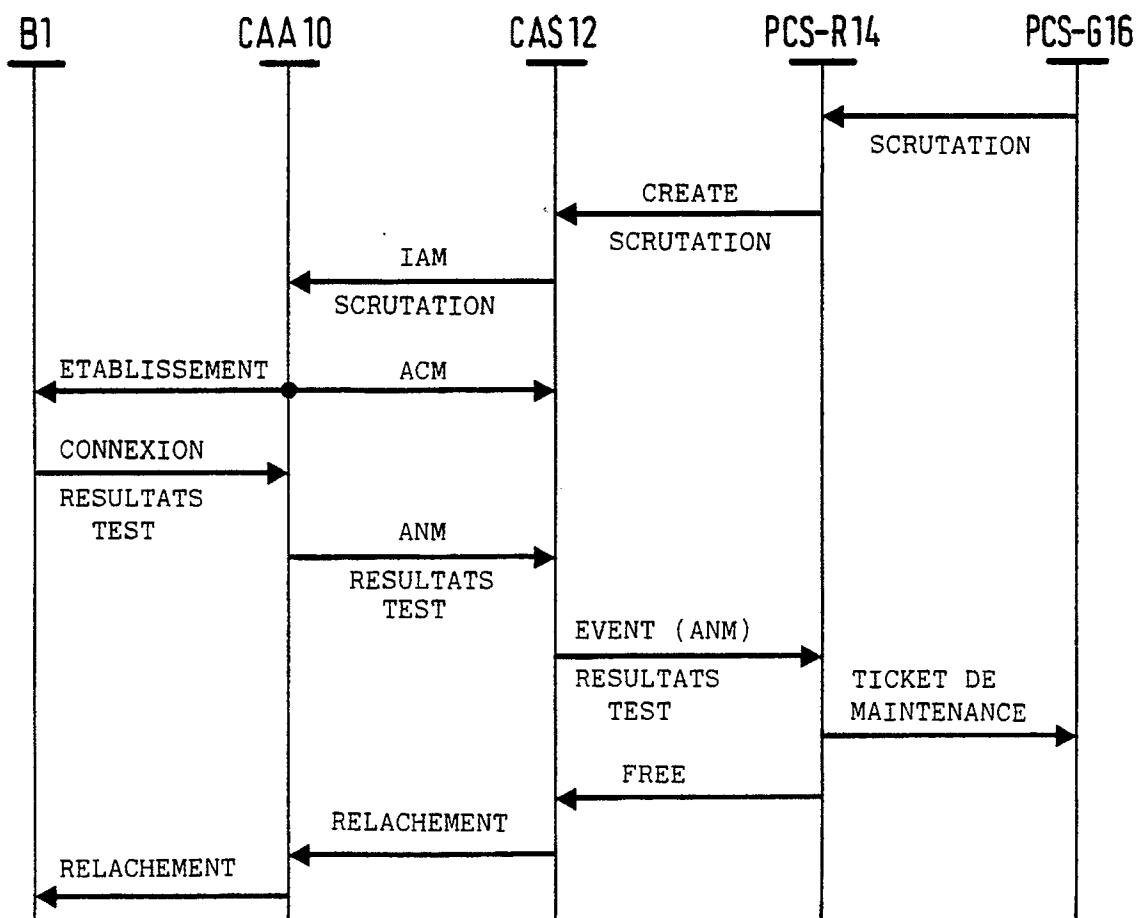 B1 CAA10 CAS12 PCS-R14 PCS-G16
SCRUTATION
CREATE
SCRUTATION
IAM
SCRUTATION
ETABLISSEMENT ACM
CONNEXION
RESULTATS
TEST
ANM
RESULTATS
TEST
EVENT (ANM)
RESULTATS
TEST
TICKET DE
MAINTENANCE
FREE
RELACHEMENT
RELACHEMENT